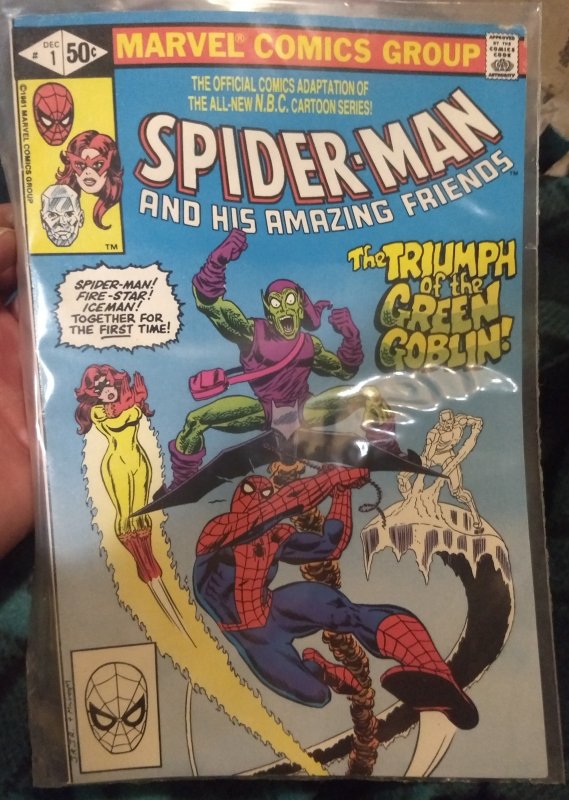 # 1 DEC 50¢
MARVEL® COMICS GROUP
APPROVED
BY THE
COMICS
CODE
AUTHORITY
©1981 MARVEL COMICS GROUP
THE OFFICIAL COMICS ADAPTATION OF
THE ALL-NEW N.B.C. CARTOON SERIES!
SPIDER-MAN
AND HIS AMAZING FRIENDS™
TM
The TRIUMPH
of the
GREEN
GOBLIN!
SPIDER-MAN!
FIRE-STAR!
ICEMAN!
TOGETHER FOR
THE FIRST TIME!